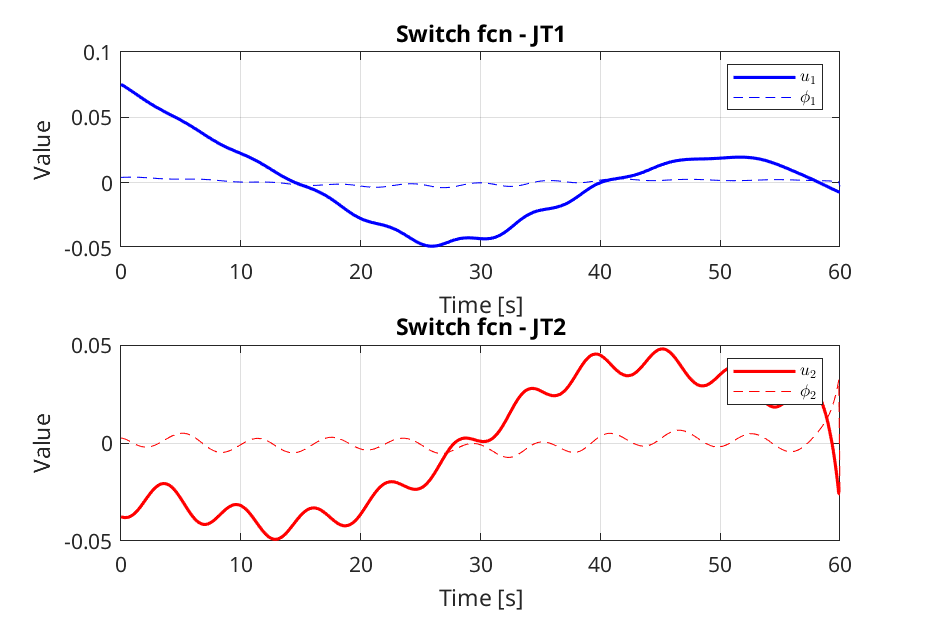 Switch fcn - JT1
0.1
0.05
0
-0.05
Value
u₁
ϕ₁
0 10 20 30 40 50 60
Time [s]
Switch fcn - JT2
0.05
0
-0.05
Value
u₂
ϕ₂
0 10 20 30 40 50 60
Time [s]